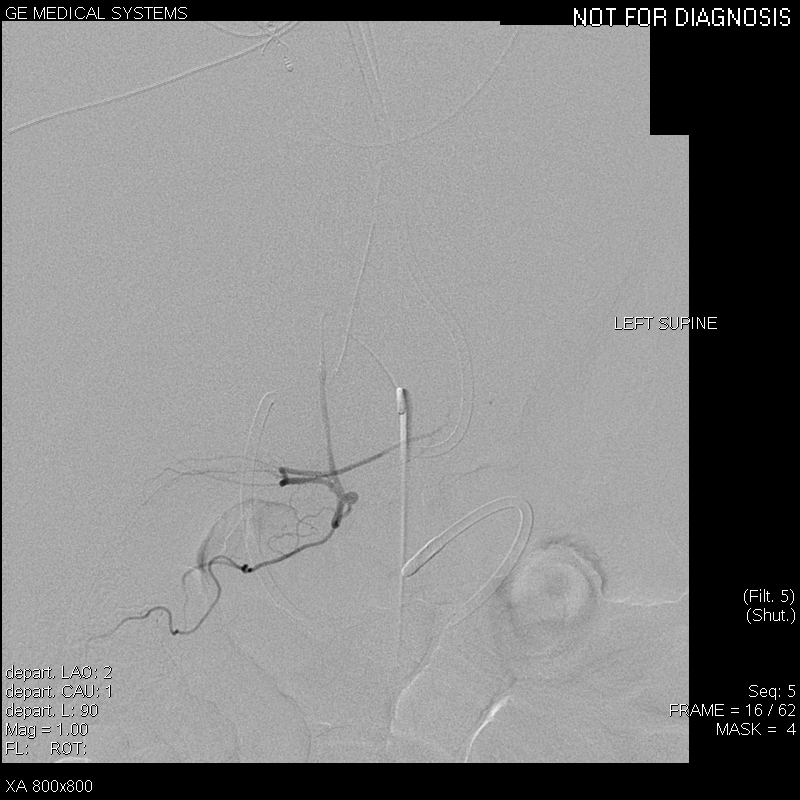 GE MEDICAL SYSTEMS
NOT FOR DIAGNOSIS
LEFT SUPINE
(Filt. 5)
(Shut.)
depart. LAO: 2
depart. CAU: 1
depart. L: 90
Mag = 1.00
FL: ROT:
Seq: 5
FRAME = 16 / 62
MASK = 4
XA 800x800